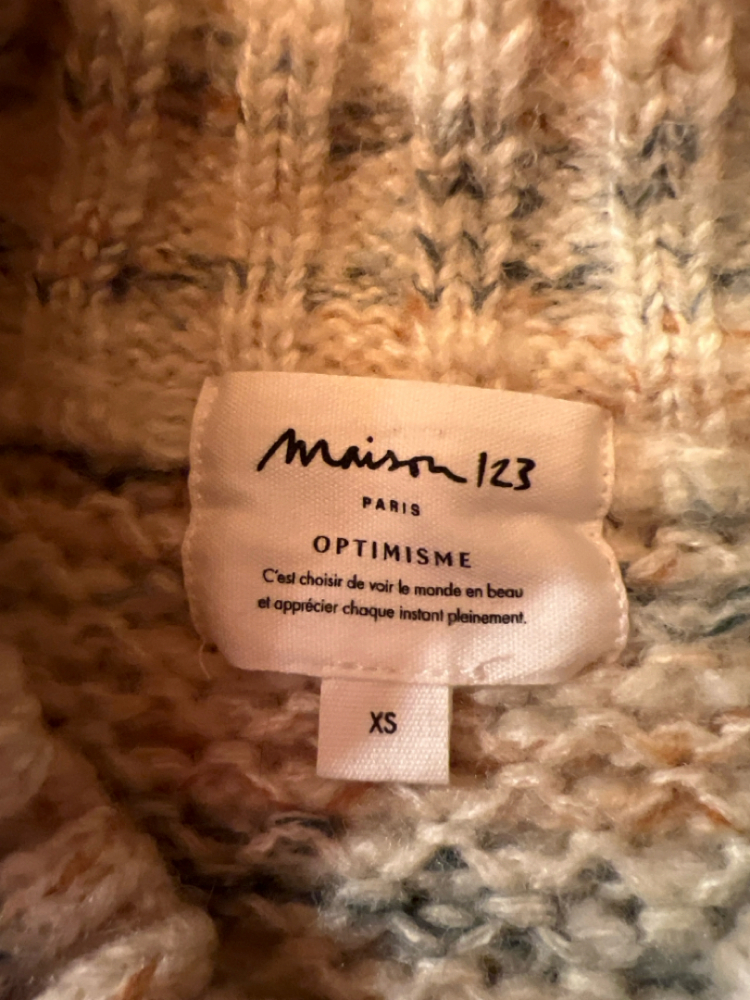 Maison 123
PARIS
OPTIMISME
C'est choisir de voir le monde en beau
et apprécier chaque instant pleinement.
XS